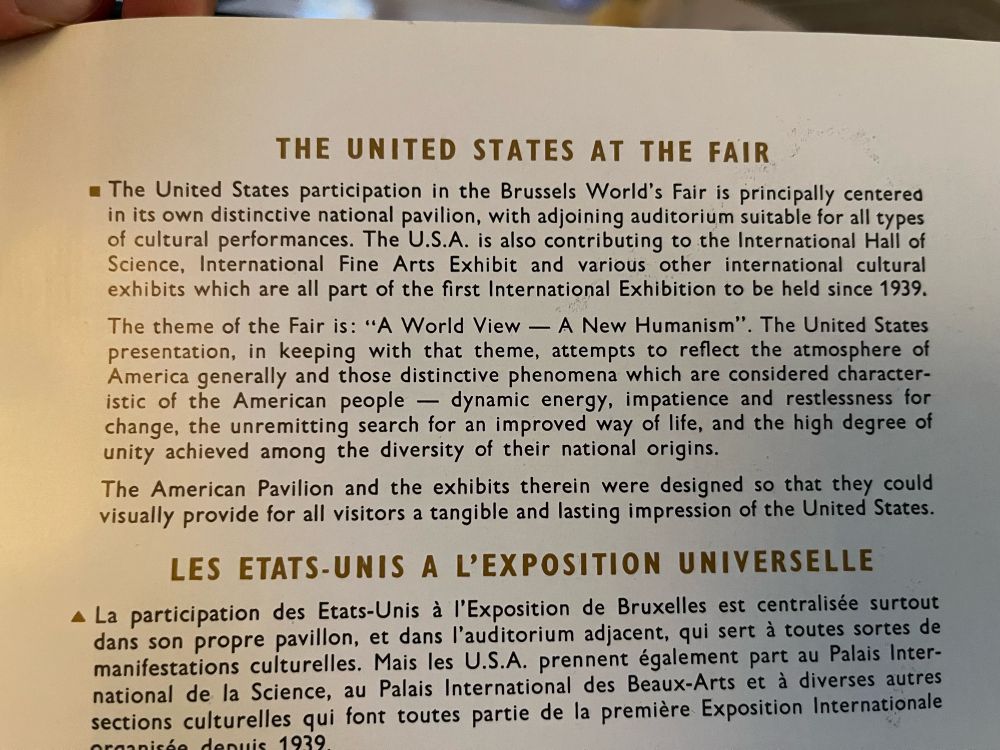 THE UNITED STATES AT THE FAIR
■ The United States participation in the Brussels World's Fair is principally centered
in its own distinctive national pavilion, with adjoining auditorium suitable for all types
of cultural performances. The U.S.A. is also contributing to the International Hall of
Science, International Fine Arts Exhibit and various other international cultural
exhibits which are all part of the first International Exhibition to be held since 1939.
The theme of the Fair is: “A World View — A New Humanism”. The United States
presentation, in keeping with that theme, attempts to reflect the atmosphere of
America generally and those distinctive phenomena which are considered character-
istic of the American people — dynamic energy, impatience and restlessness for
change, the unremitting search for an improved way of life, and the high degree of
unity achieved among the diversity of their national origins.
The American Pavilion and the exhibits therein were designed so that they could
visually provide for all visitors a tangible and lasting impression of the United States.
LES ETATS-UNIS A L'EXPOSITION UNIVERSELLE
▲ La participation des Etats-Unis à l'Exposition de Bruxelles est centralisée surtout
dans son propre pavillon, et dans l'auditorium adjacent, qui sert à toutes sortes de
manifestations culturelles. Mais les U.S.A. prennent également part au Palais Inter-
national de la Science, au Palais International des Beaux-Arts et à diverses autres
sections culturelles qui font toutes partie de la première Exposition Internationale
organisée depuis 1939.